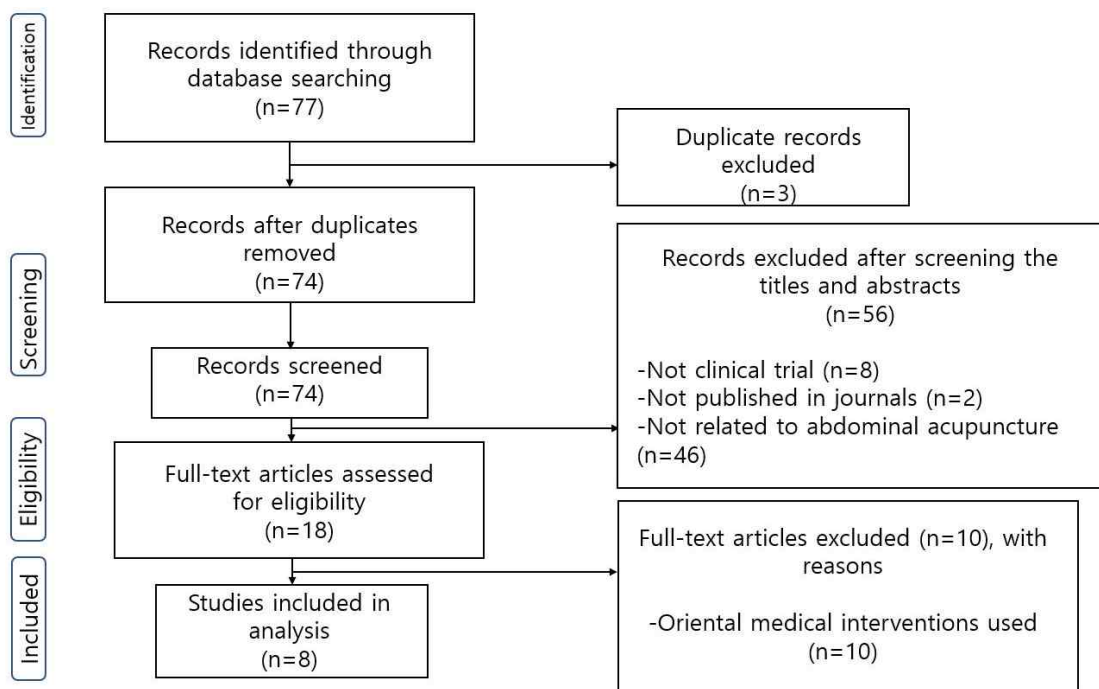 Identification
Records identified through
database searching
(n=77)
Duplicate records
excluded
(n=3)
Records after duplicates
removed
(n=74)
Screening
Records excluded after screening the
titles and abstracts
(n=56)
-Not clinical trial (n=8)
-Not published in journals (n=2)
-Not related to abdominal acupuncture
(n=46)
Records screened
(n=74)
Eligibility
Full-text articles assessed
for eligibility
(n=18)
Full-text articles excluded (n=10), with
reasons
-Oriental medical interventions used
(n=10)
Included
Studies included in
analysis
(n=8)